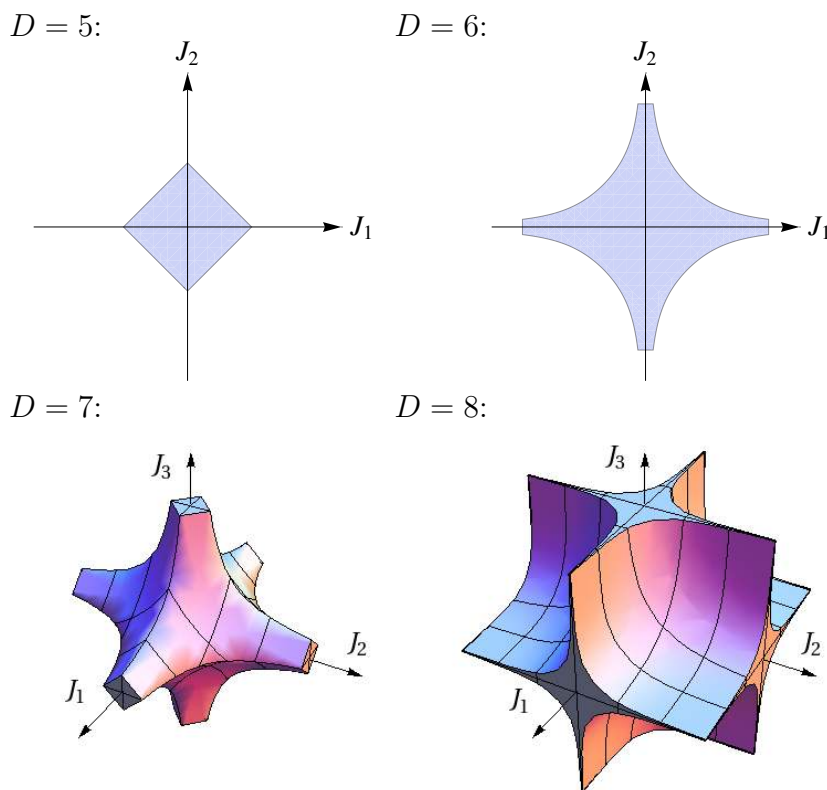 D = 5:
D = 6:
J₂
J₂
J₁
J₁
D = 7:
D = 8:
J₃
J₃
J₂
J₂
J₁
J₁